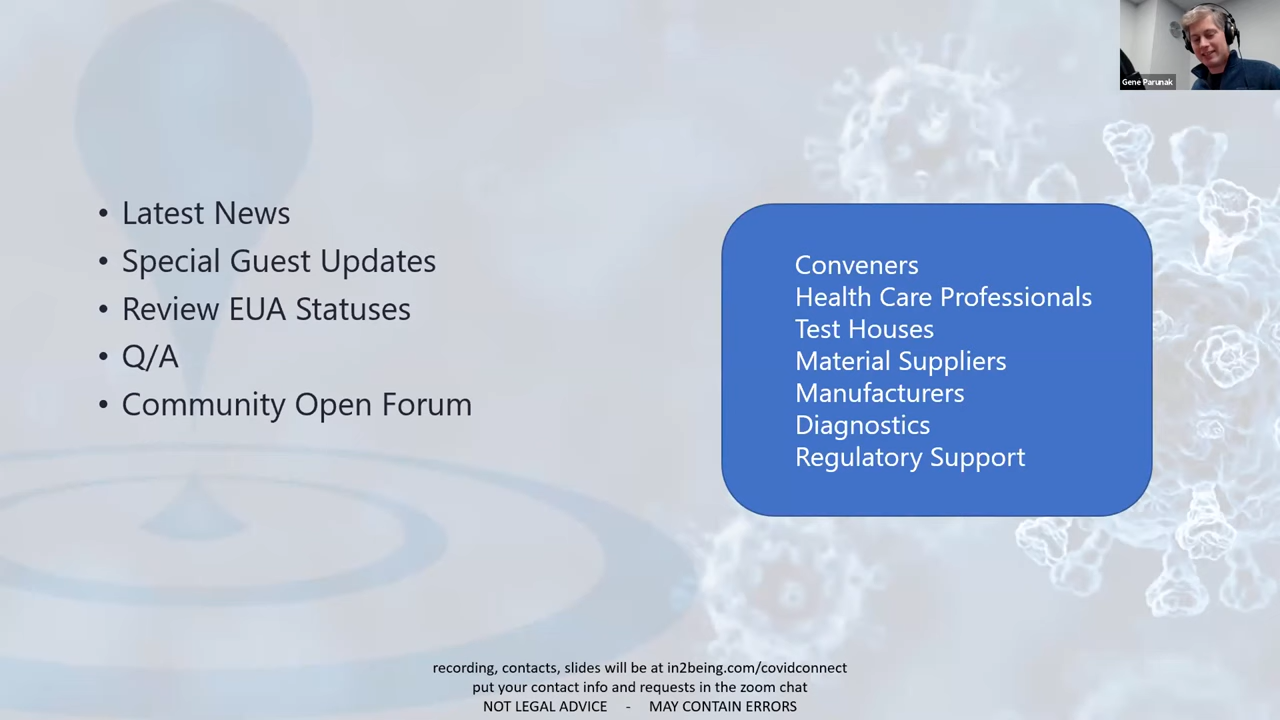 Gene Parunak
• Latest News
• Special Guest Updates
• Review EUA Statuses
• Q/A
• Community Open Forum
Conveners
Health Care Professionals
Test Houses
Material Suppliers
Manufacturers
Diagnostics
Regulatory Support
recording, contacts, slides will be at in2being.com/covidconnect
put your contact info and requests in the zoom chat
NOT LEGAL ADVICE - MAY CONTAIN ERRORS